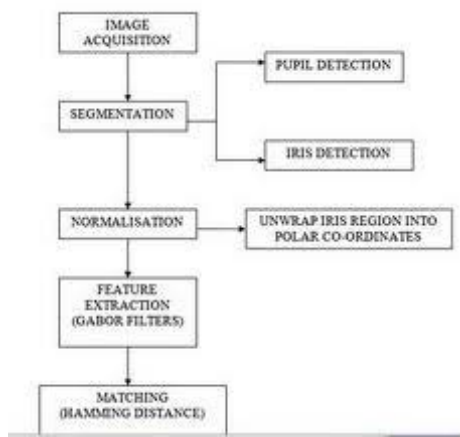 IMAGE
ACQUISITION
PUPIL DETECTION
SEGMENTATION
IRIS DETECTION
NORMALISATION
UNWRAP IRIS REGION INTO
POLAR CO-ORDINATES
FEATURE
EXTRACTION
(GABOR FILTERS)
MATCHING
(HAMMING DISTANCE)